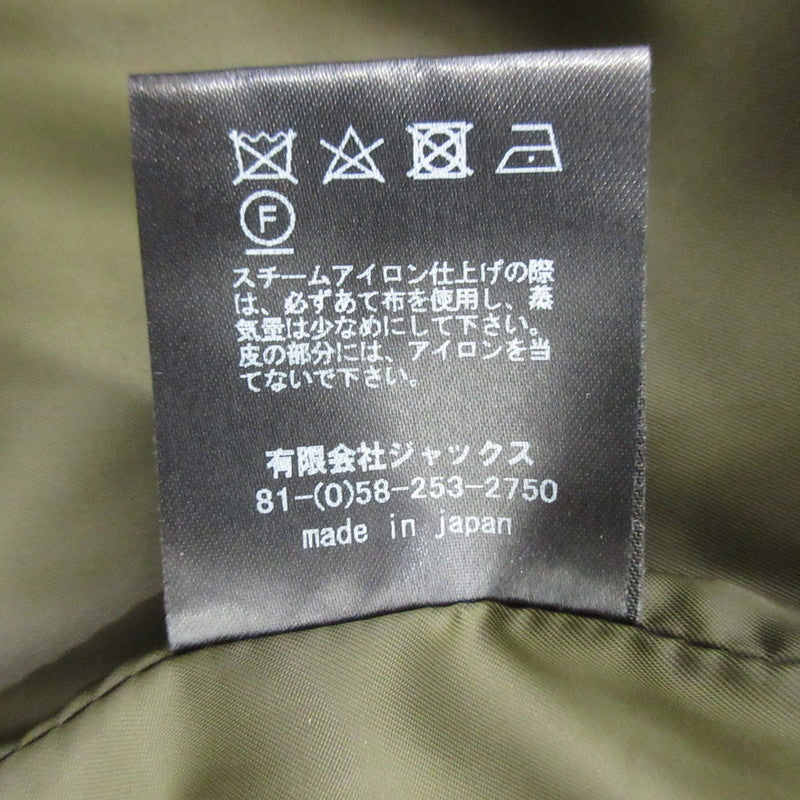 F
スチームアイロン仕上げの際
は、必ずあて布を使用し、蒸
気量は少なめにして下さい。
皮の部分には、アイロンを当
てないで下さい。
有限会社ジャックス
81-(0)58-253-2750
made in japan